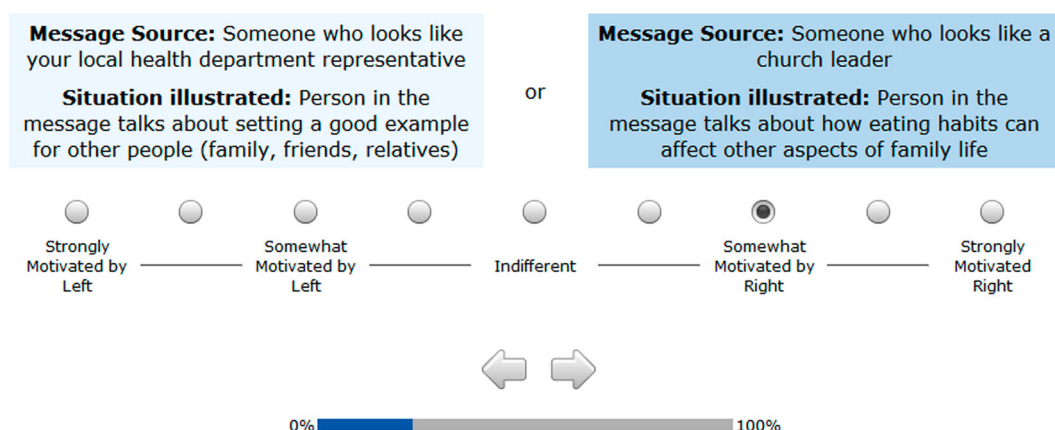 Message Source: Someone who looks like
your local health department representative
Situation illustrated: Person in the
message talks about setting a good example
for other people (family, friends, relatives)
or
Message Source: Someone who looks like a
church leader
Situation illustrated: Person in the
message talks about how eating habits can
affect other aspects of family life
Strongly
Motivated by
Left
Somewhat
Motivated by
Left
Indifferent
Somewhat
Motivated by
Right
Strongly
Motivated
Right
0% 100%